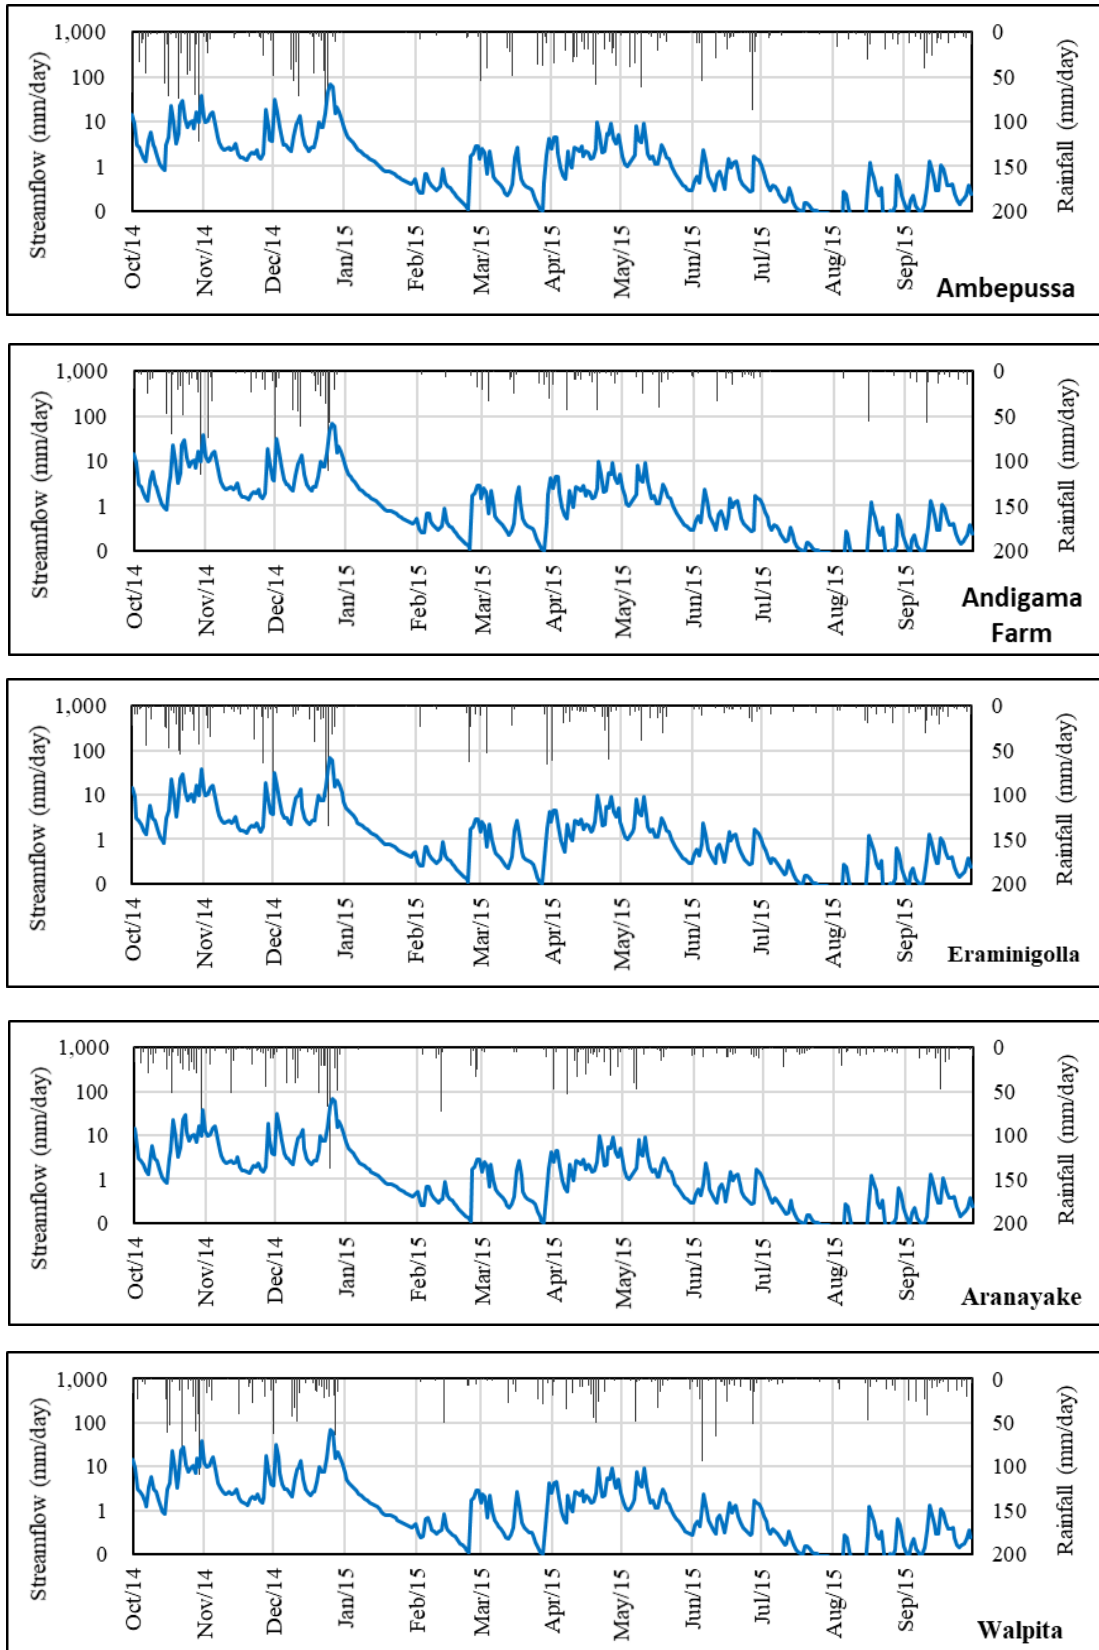 1,000
100
10
1
0
Streamflow (mm/day)
0
50
100
150
200
Rainfall (mm/day)
Oct/14
Nov/14
Dec/14
Jan/15
Feb/15
Mar/15
Apr/15
May/15
Jun/15
Jul/15
Aug/15
Sep/15
Ambepussa
1,000
100
10
1
0
Streamflow (mm/day)
0
50
100
150
200
Rainfall (mm/day)
Oct/14
Nov/14
Dec/14
Jan/15
Feb/15
Mar/15
Apr/15
May/15
Jun/15
Jul/15
Aug/15
Sep/15
Andigama
Farm
1,000
100
10
1
0
Streamflow (mm/day)
0
50
100
150
200
Rainfall (mm/day)
Oct/14
Nov/14
Dec/14
Jan/15
Feb/15
Mar/15
Apr/15
May/15
Jun/15
Jul/15
Aug/15
Sep/15
Eraminigolla
1,000
100
10
1
0
Streamflow (mm/day)
0
50
100
150
200
Rainfall (mm/day)
Oct/14
Nov/14
Dec/14
Jan/15
Feb/15
Mar/15
Apr/15
May/15
Jun/15
Jul/15
Aug/15
Sep/15
Aranayake
1,000
100
10
1
0
Streamflow (mm/day)
0
50
100
150
200
Rainfall (mm/day)
Oct/14
Nov/14
Dec/14
Jan/15
Feb/15
Mar/15
Apr/15
May/15
Jun/15
Jul/15
Aug/15
Sep/15
Walpita